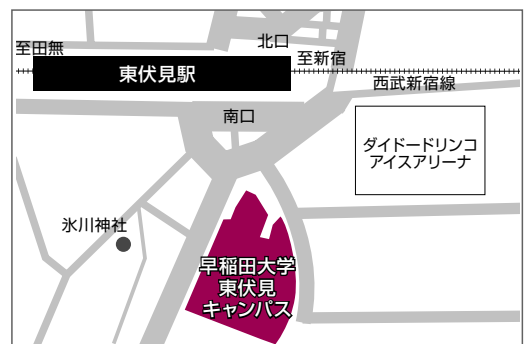 北口
至田無
至新宿
東伏見駅
西武新宿線
南口
ダイドードリンコ
アイスアリーナ
氷川神社
早稲田大学
東伏見
キャンパス